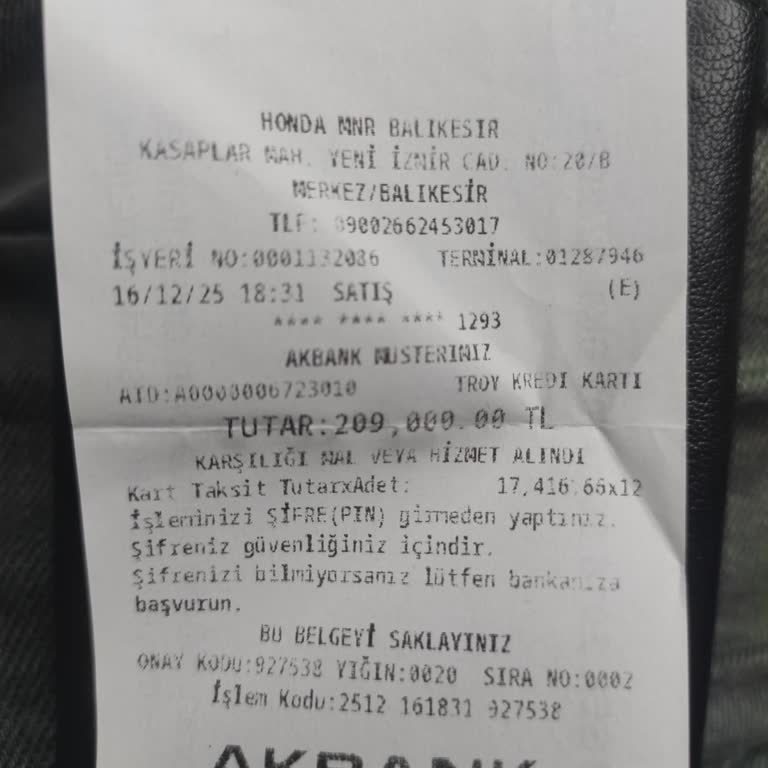 HONDA MNR BALIKESIR
KASAPLAR MAH. YENİ İZMİR CAD. NO:20/B
MERKEZ/BALIKESİR
TLF: 09002662453017
İŞYERİ NO:0001132086 TERMİNAL:01287946
16/12/25 18:31 SATIŞ (E)
**** **** **** 1293
AKBANK MUSTERINIZ
AID:A0000006723010 TROY KREDI KARTI
TUTAR:209,000.00 TL
KARŞILIĞI MAL VEYA HİZMET ALINDI
Kart Taksit TutarxAdet: 17,416.66x12
İşleminizi ŞİFRE(PIN) girmeden yaptınız.
Şifreniz güvenliğiniz içindir.
Şifrenizi bilmiyorsanız lütfen bankanıza
başvurun.
BU BELGEYİ SAKLAYINIZ
ONAY KODU:927538 YIĞIN:0020 SIRA NO:0002
İşlem Kodu:2512 161831 927538
AKBANK